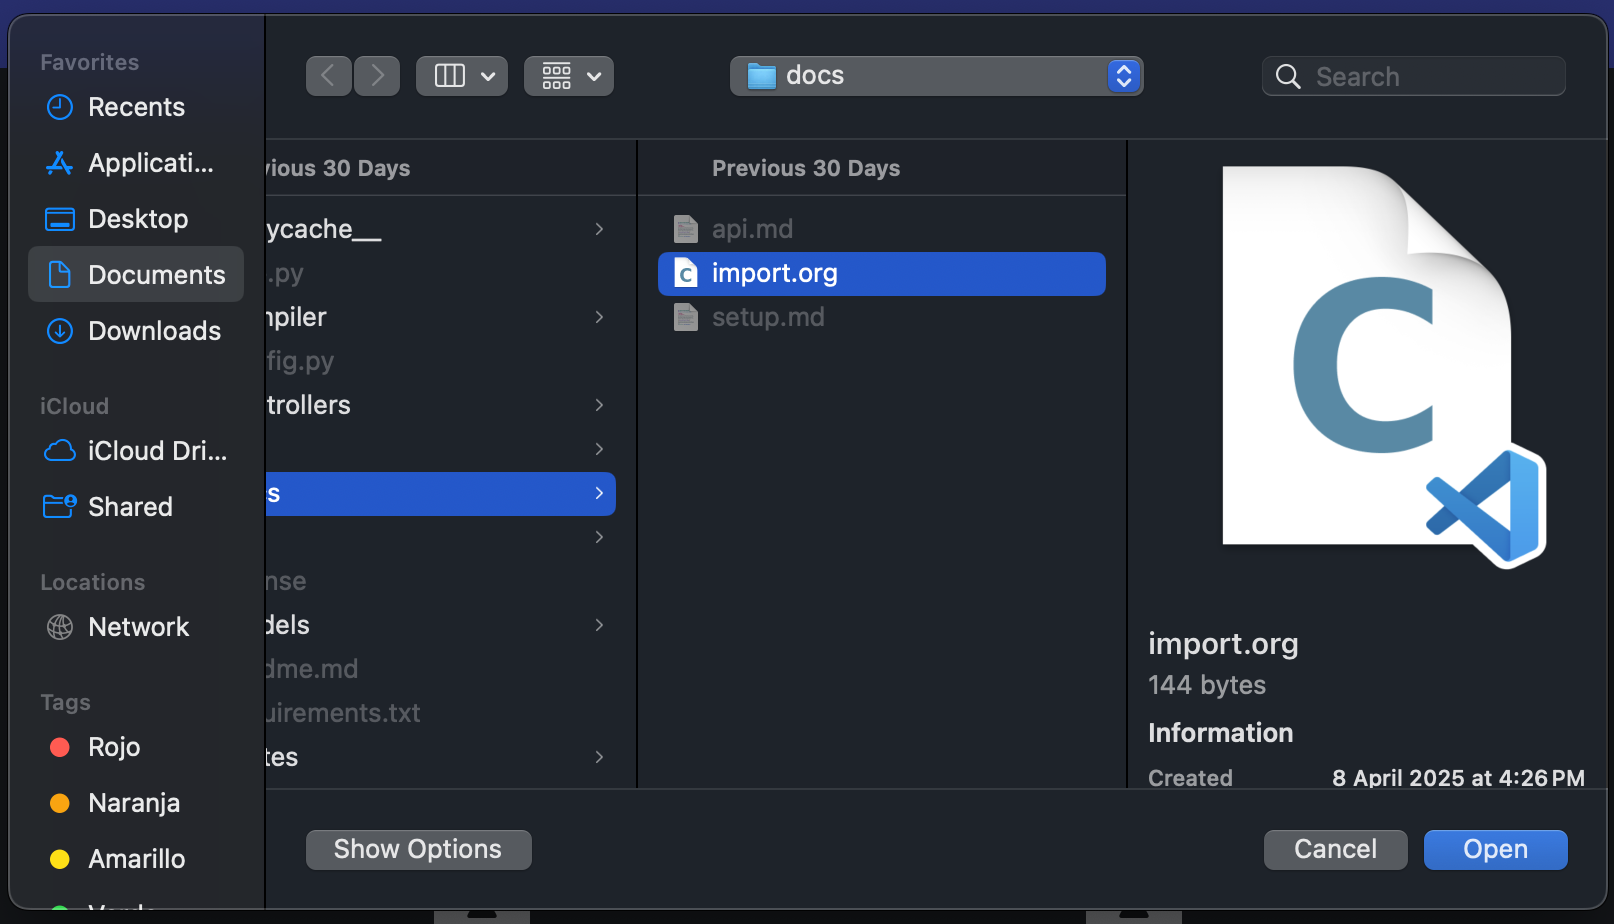 Favorites
Recents
Applicati...
Desktop
Documents
Downloads
iCloud
iCloud Dri...
Shared
Locations
Network
Tags
Rojo
Naranja
Amarillo
docs
Search
vious 30 Days
ycache__
.py
npiler
fig.py
trollers
s
nse
dels
dme.md
uirements.txt
tes
Previous 30 Days
api.md
import.org
setup.md
C
import.org
144 bytes
Information
Created 8 April 2025 at 4:26 PM
Show Options
Cancel
Open